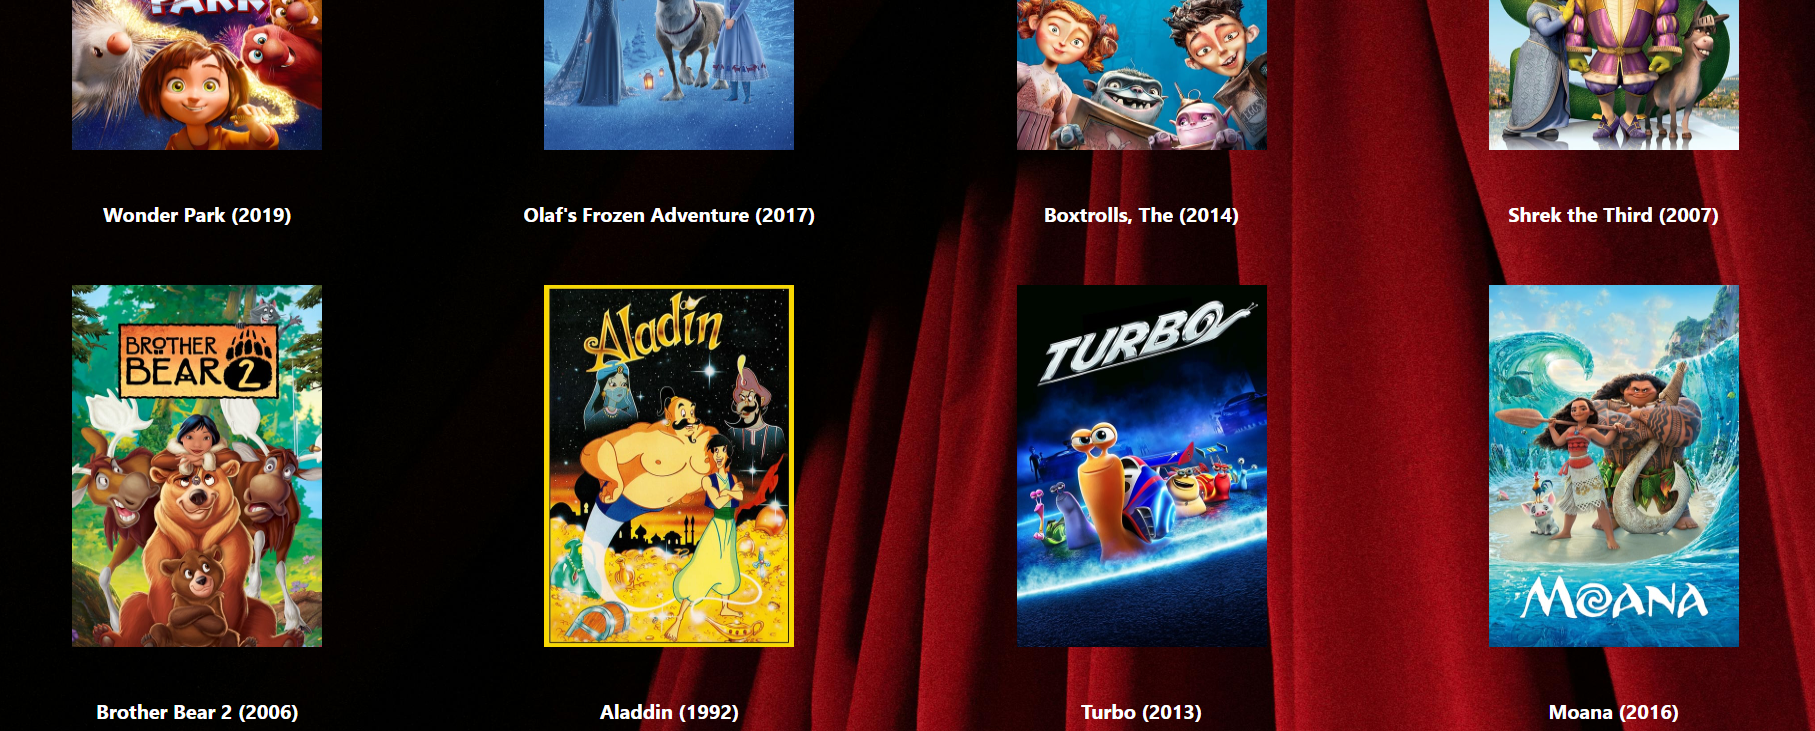 PARK
Wonder Park (2019)
Olaf's Frozen Adventure (2017)
Boxtrolls, The (2014)
Shrek the Third (2007)
BROTHER
BEAR 2
Aladin
TURBO
MOANA
Brother Bear 2 (2006)
Aladdin (1992)
Turbo (2013)
Moana (2016)